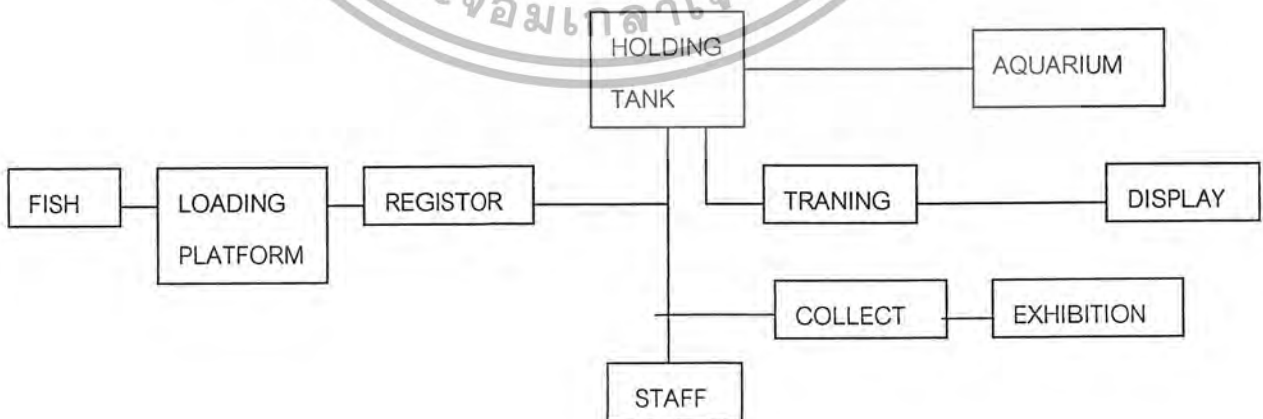 HOLDING
TANK
AQUARIUM
FISH
LOADING
PLATFORM
REGISTOR
TRANING
DISPLAY
COLLECT
EXHIBITION
STAFF